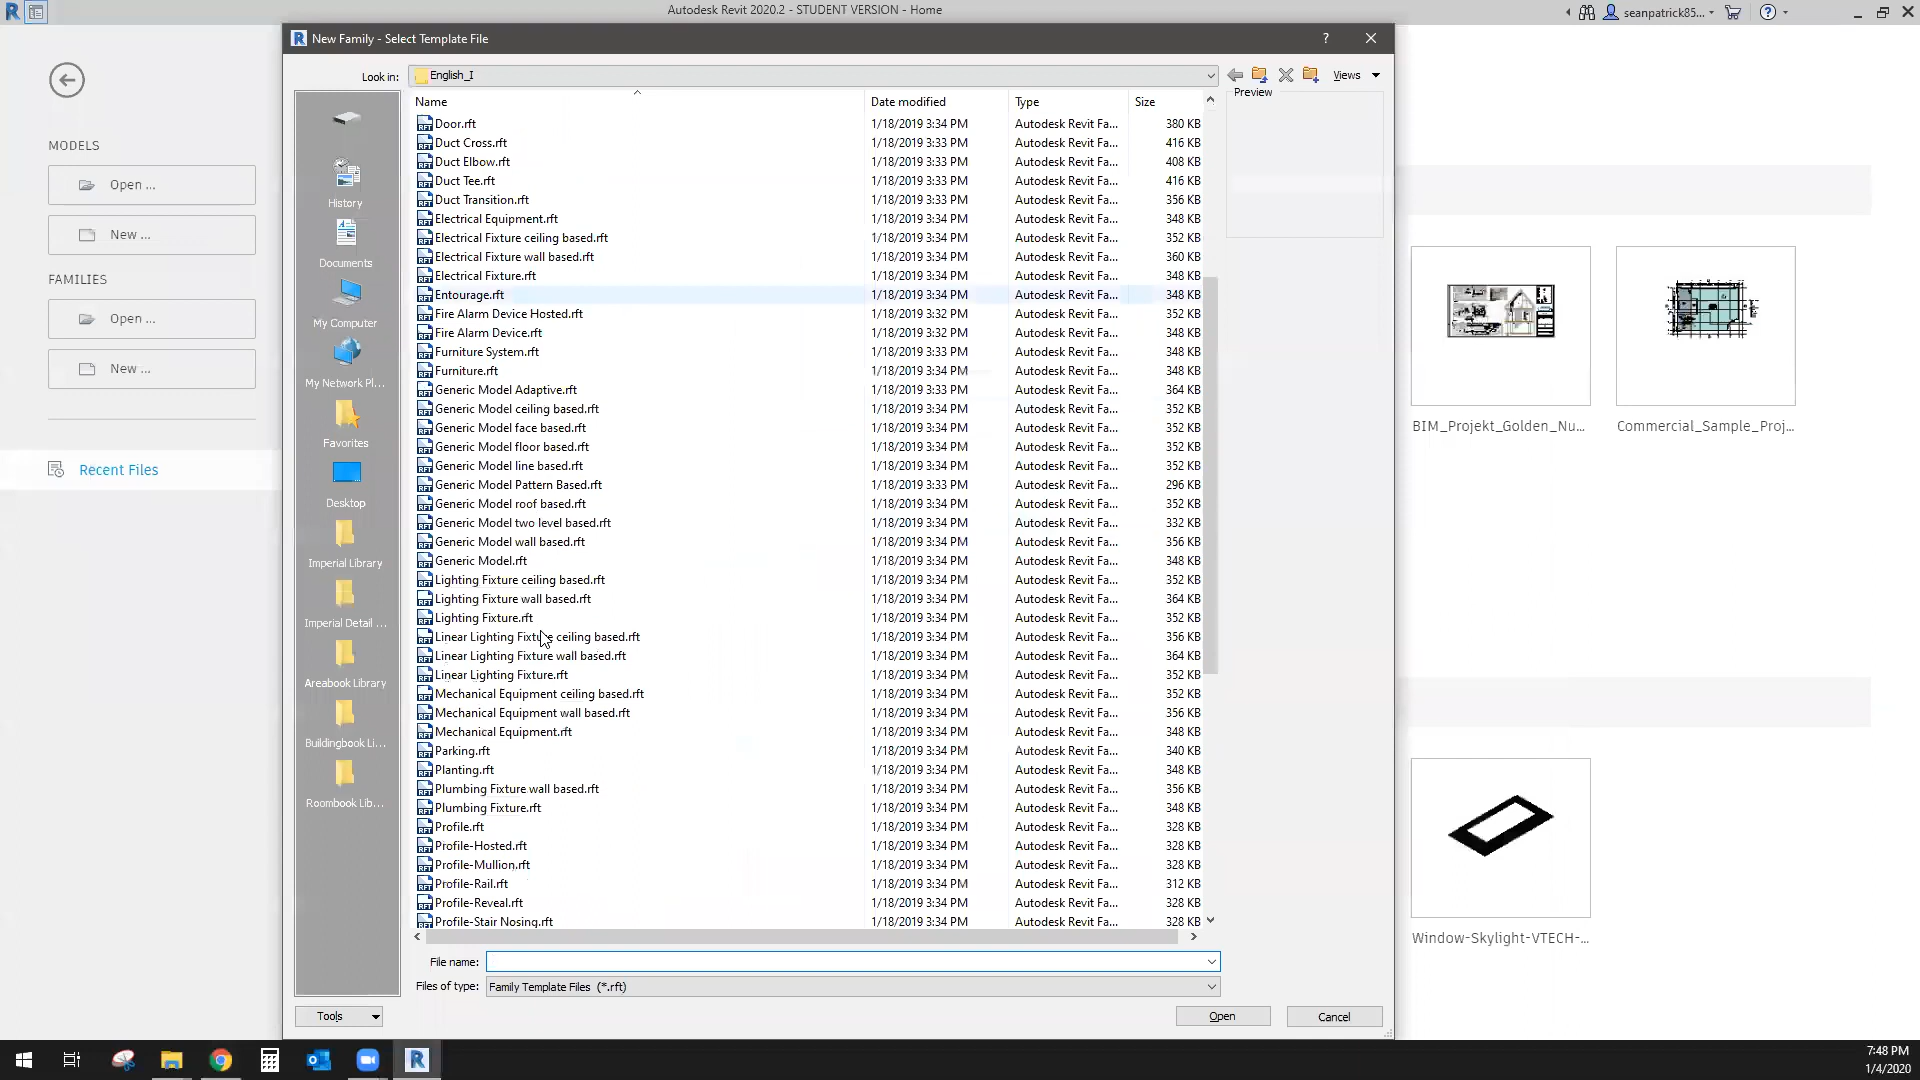 Autodesk Revit 2020.2 - STUDENT VERSION - Home
seanpatrick85...
New Family - Select Template File
Look in:
English_I
Views
MODELS
Open ...
New ...
FAMILIES
Open ...
New ...
Recent Files
History
Documents
My Computer
My Network Pl...
Favorites
Desktop
Imperial Library
Imperial Detail ...
Areabook Library
Buildingbook Li...
Roombook Lib...
Name Date modified Type Size
Door.rft 1/18/2019 3:34 PM Autodesk Revit Fa... 380 KB
Duct Cross.rft 1/18/2019 3:33 PM Autodesk Revit Fa... 416 KB
Duct Elbow.rft 1/18/2019 3:33 PM Autodesk Revit Fa... 408 KB
Duct Tee.rft 1/18/2019 3:33 PM Autodesk Revit Fa... 416 KB
Duct Transition.rft 1/18/2019 3:33 PM Autodesk Revit Fa... 356 KB
Electrical Equipment.rft 1/18/2019 3:34 PM Autodesk Revit Fa... 348 KB
Electrical Fixture ceiling based.rft 1/18/2019 3:34 PM Autodesk Revit Fa... 352 KB
Electrical Fixture wall based.rft 1/18/2019 3:34 PM Autodesk Revit Fa... 360 KB
Electrical Fixture.rft 1/18/2019 3:34 PM Autodesk Revit Fa... 348 KB
Entourage.rft 1/18/2019 3:34 PM Autodesk Revit Fa... 348 KB
Fire Alarm Device Hosted.rft 1/18/2019 3:32 PM Autodesk Revit Fa... 352 KB
Fire Alarm Device.rft 1/18/2019 3:32 PM Autodesk Revit Fa... 348 KB
Furniture System.rft 1/18/2019 3:33 PM Autodesk Revit Fa... 348 KB
Furniture.rft 1/18/2019 3:34 PM Autodesk Revit Fa... 348 KB
Generic Model Adaptive.rft 1/18/2019 3:33 PM Autodesk Revit Fa... 364 KB
Generic Model ceiling based.rft 1/18/2019 3:34 PM Autodesk Revit Fa... 352 KB
Generic Model face based.rft 1/18/2019 3:34 PM Autodesk Revit Fa... 352 KB
Generic Model floor based.rft 1/18/2019 3:34 PM Autodesk Revit Fa... 352 KB
Generic Model line based.rft 1/18/2019 3:34 PM Autodesk Revit Fa... 352 KB
Generic Model Pattern Based.rft 1/18/2019 3:33 PM Autodesk Revit Fa... 296 KB
Generic Model roof based.rft 1/18/2019 3:34 PM Autodesk Revit Fa... 352 KB
Generic Model two level based.rft 1/18/2019 3:34 PM Autodesk Revit Fa... 332 KB
Generic Model wall based.rft 1/18/2019 3:34 PM Autodesk Revit Fa... 356 KB
Generic Model.rft 1/18/2019 3:34 PM Autodesk Revit Fa... 348 KB
Lighting Fixture ceiling based.rft 1/18/2019 3:34 PM Autodesk Revit Fa... 352 KB
Lighting Fixture wall based.rft 1/18/2019 3:34 PM Autodesk Revit Fa... 364 KB
Lighting Fixture.rft 1/18/2019 3:34 PM Autodesk Revit Fa... 352 KB
Linear Lighting Fixture ceiling based.rft 1/18/2019 3:34 PM Autodesk Revit Fa... 356 KB
Linear Lighting Fixture wall based.rft 1/18/2019 3:34 PM Autodesk Revit Fa... 364 KB
Linear Lighting Fixture.rft 1/18/2019 3:34 PM Autodesk Revit Fa... 352 KB
Mechanical Equipment ceiling based.rft 1/18/2019 3:34 PM Autodesk Revit Fa... 352 KB
Mechanical Equipment wall based.rft 1/18/2019 3:34 PM Autodesk Revit Fa... 356 KB
Mechanical Equipment.rft 1/18/2019 3:34 PM Autodesk Revit Fa... 348 KB
Parking.rft 1/18/2019 3:34 PM Autodesk Revit Fa... 340 KB
Planting.rft 1/18/2019 3:34 PM Autodesk Revit Fa... 348 KB
Plumbing Fixture wall based.rft 1/18/2019 3:34 PM Autodesk Revit Fa... 356 KB
Plumbing Fixture.rft 1/18/2019 3:34 PM Autodesk Revit Fa... 348 KB
Profile.rft 1/18/2019 3:34 PM Autodesk Revit Fa... 328 KB
Profile-Hosted.rft 1/18/2019 3:34 PM Autodesk Revit Fa... 328 KB
Profile-Mullion.rft 1/18/2019 3:34 PM Autodesk Revit Fa... 328 KB
Profile-Rail.rft 1/18/2019 3:34 PM Autodesk Revit Fa... 312 KB
Profile-Reveal.rft 1/18/2019 3:34 PM Autodesk Revit Fa... 328 KB
Profile-Stair Nosing.rft 1/18/2019 3:34 PM Autodesk Revit Fa... 328 KB
Preview
File name:
Files of type: Family Template Files (*.rft)
Tools
Open
Cancel
BIM_Projekt_Golden_Nu...
Commercial_Sample_Proj...
Window-Skylight-VTECH-...
7:48 PM
1/4/2020